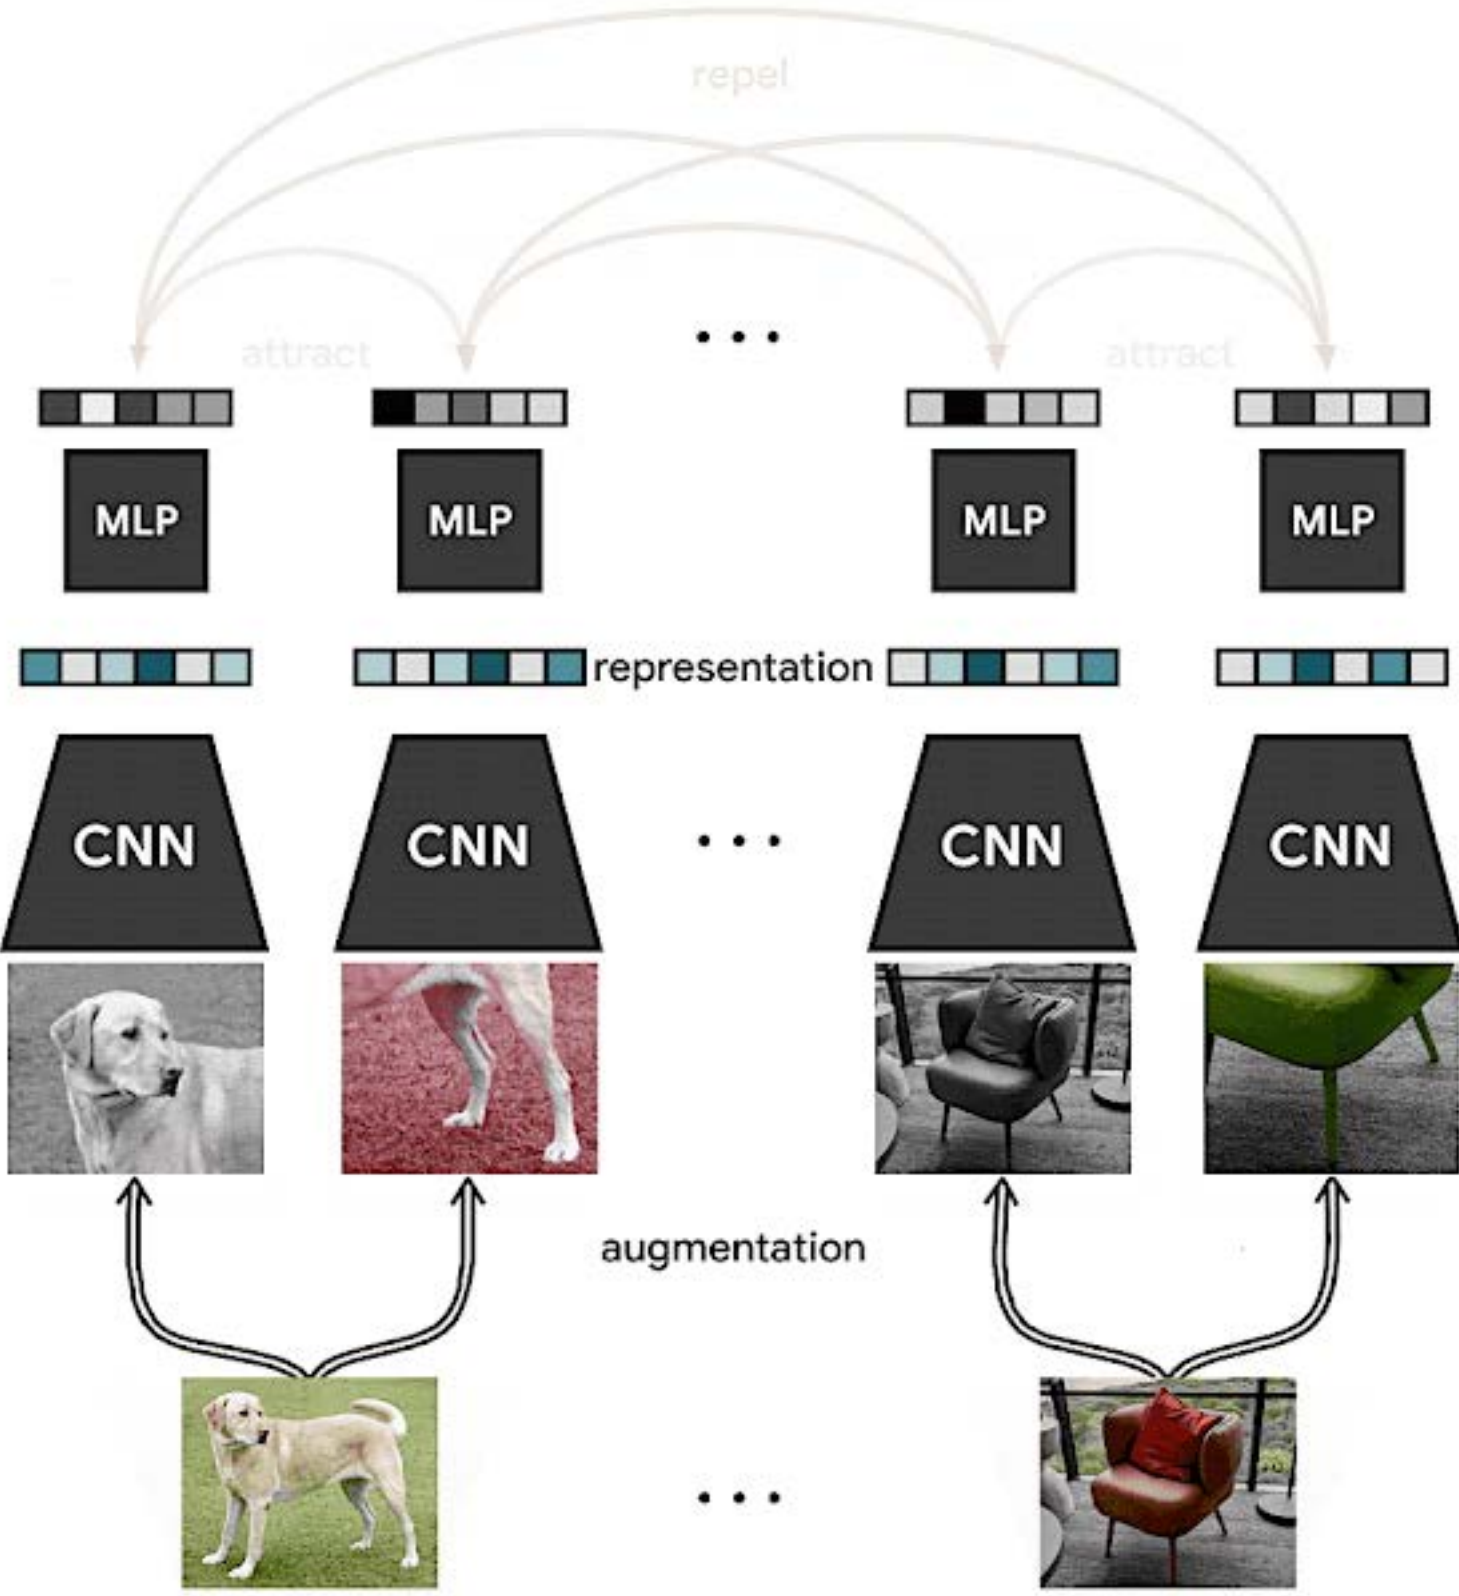 repel
attract attract
MLP MLP MLP MLP
representation
CNN CNN CNN CNN
augmentation